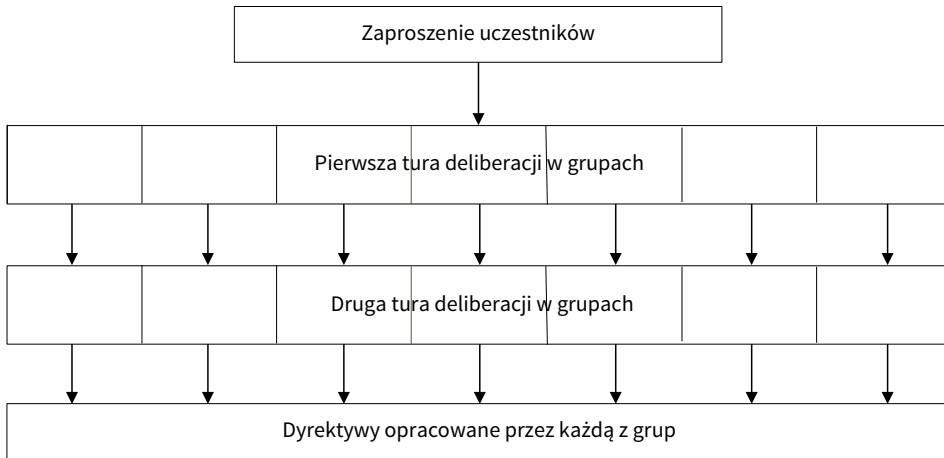 Zaproszenie uczestników
Pierwsza tura deliberacji w grupach
Druga tura deliberacji w grupach
Dyrektywy opracowane przez każdą z grup